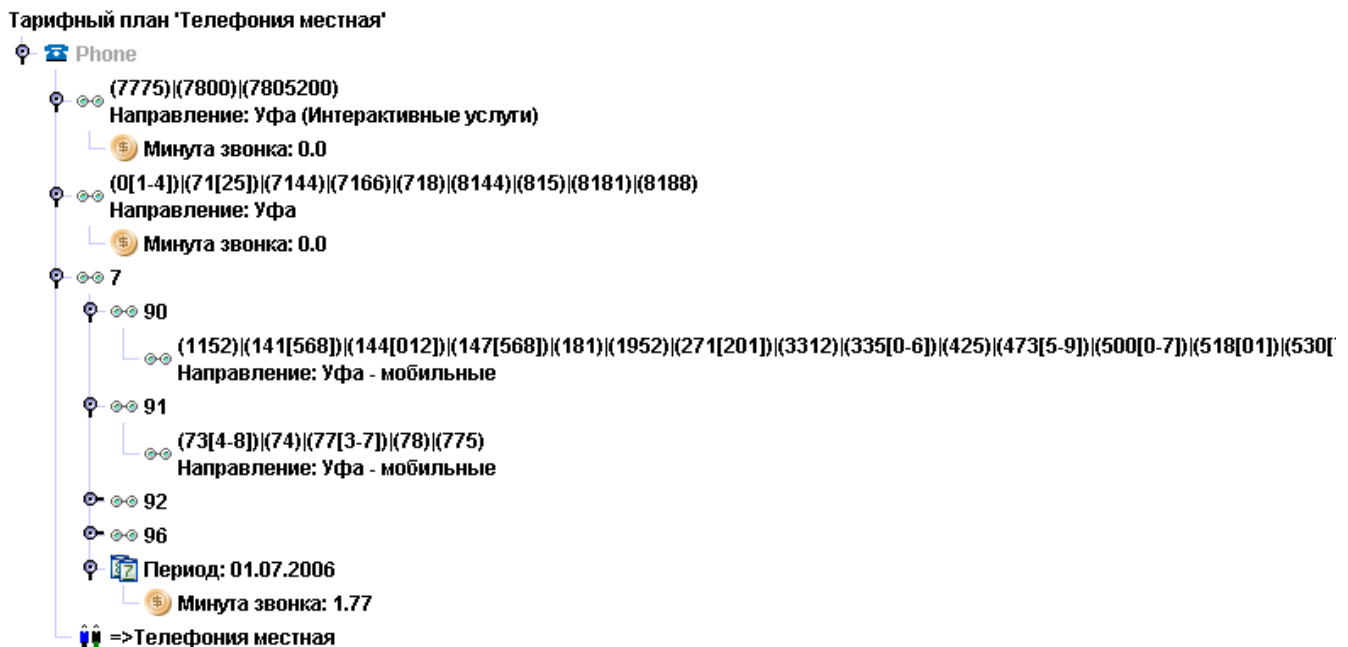 Тарифный план 'Телефония местная'
Phone
(7775)|(7800)|(7805200)
Направление: Уфа (Интерактивные услуги)
Минута звонка: 0.0
(0[1-4])|(71[25])|(7144)|(7166)|(718)|(8144)|(815)|(8181)|(8188)
Направление: Уфа
Минута звонка: 0.0
7
90
(1152)|(141[568])|(144[012])|(147[568])|(181)|(1952)|(271[201])|(3312)|(335[0-6])|(425)|(473[5-9])|(500[0-7])|(518[01])|(530[
Направление: Уфа - мобильные
91
(73[4-8])|(74)|(77[3-7])|(78)|(775)
Направление: Уфа - мобильные
92
96
Период: 01.07.2006
Минута звонка: 1.77
=>Телефония местная